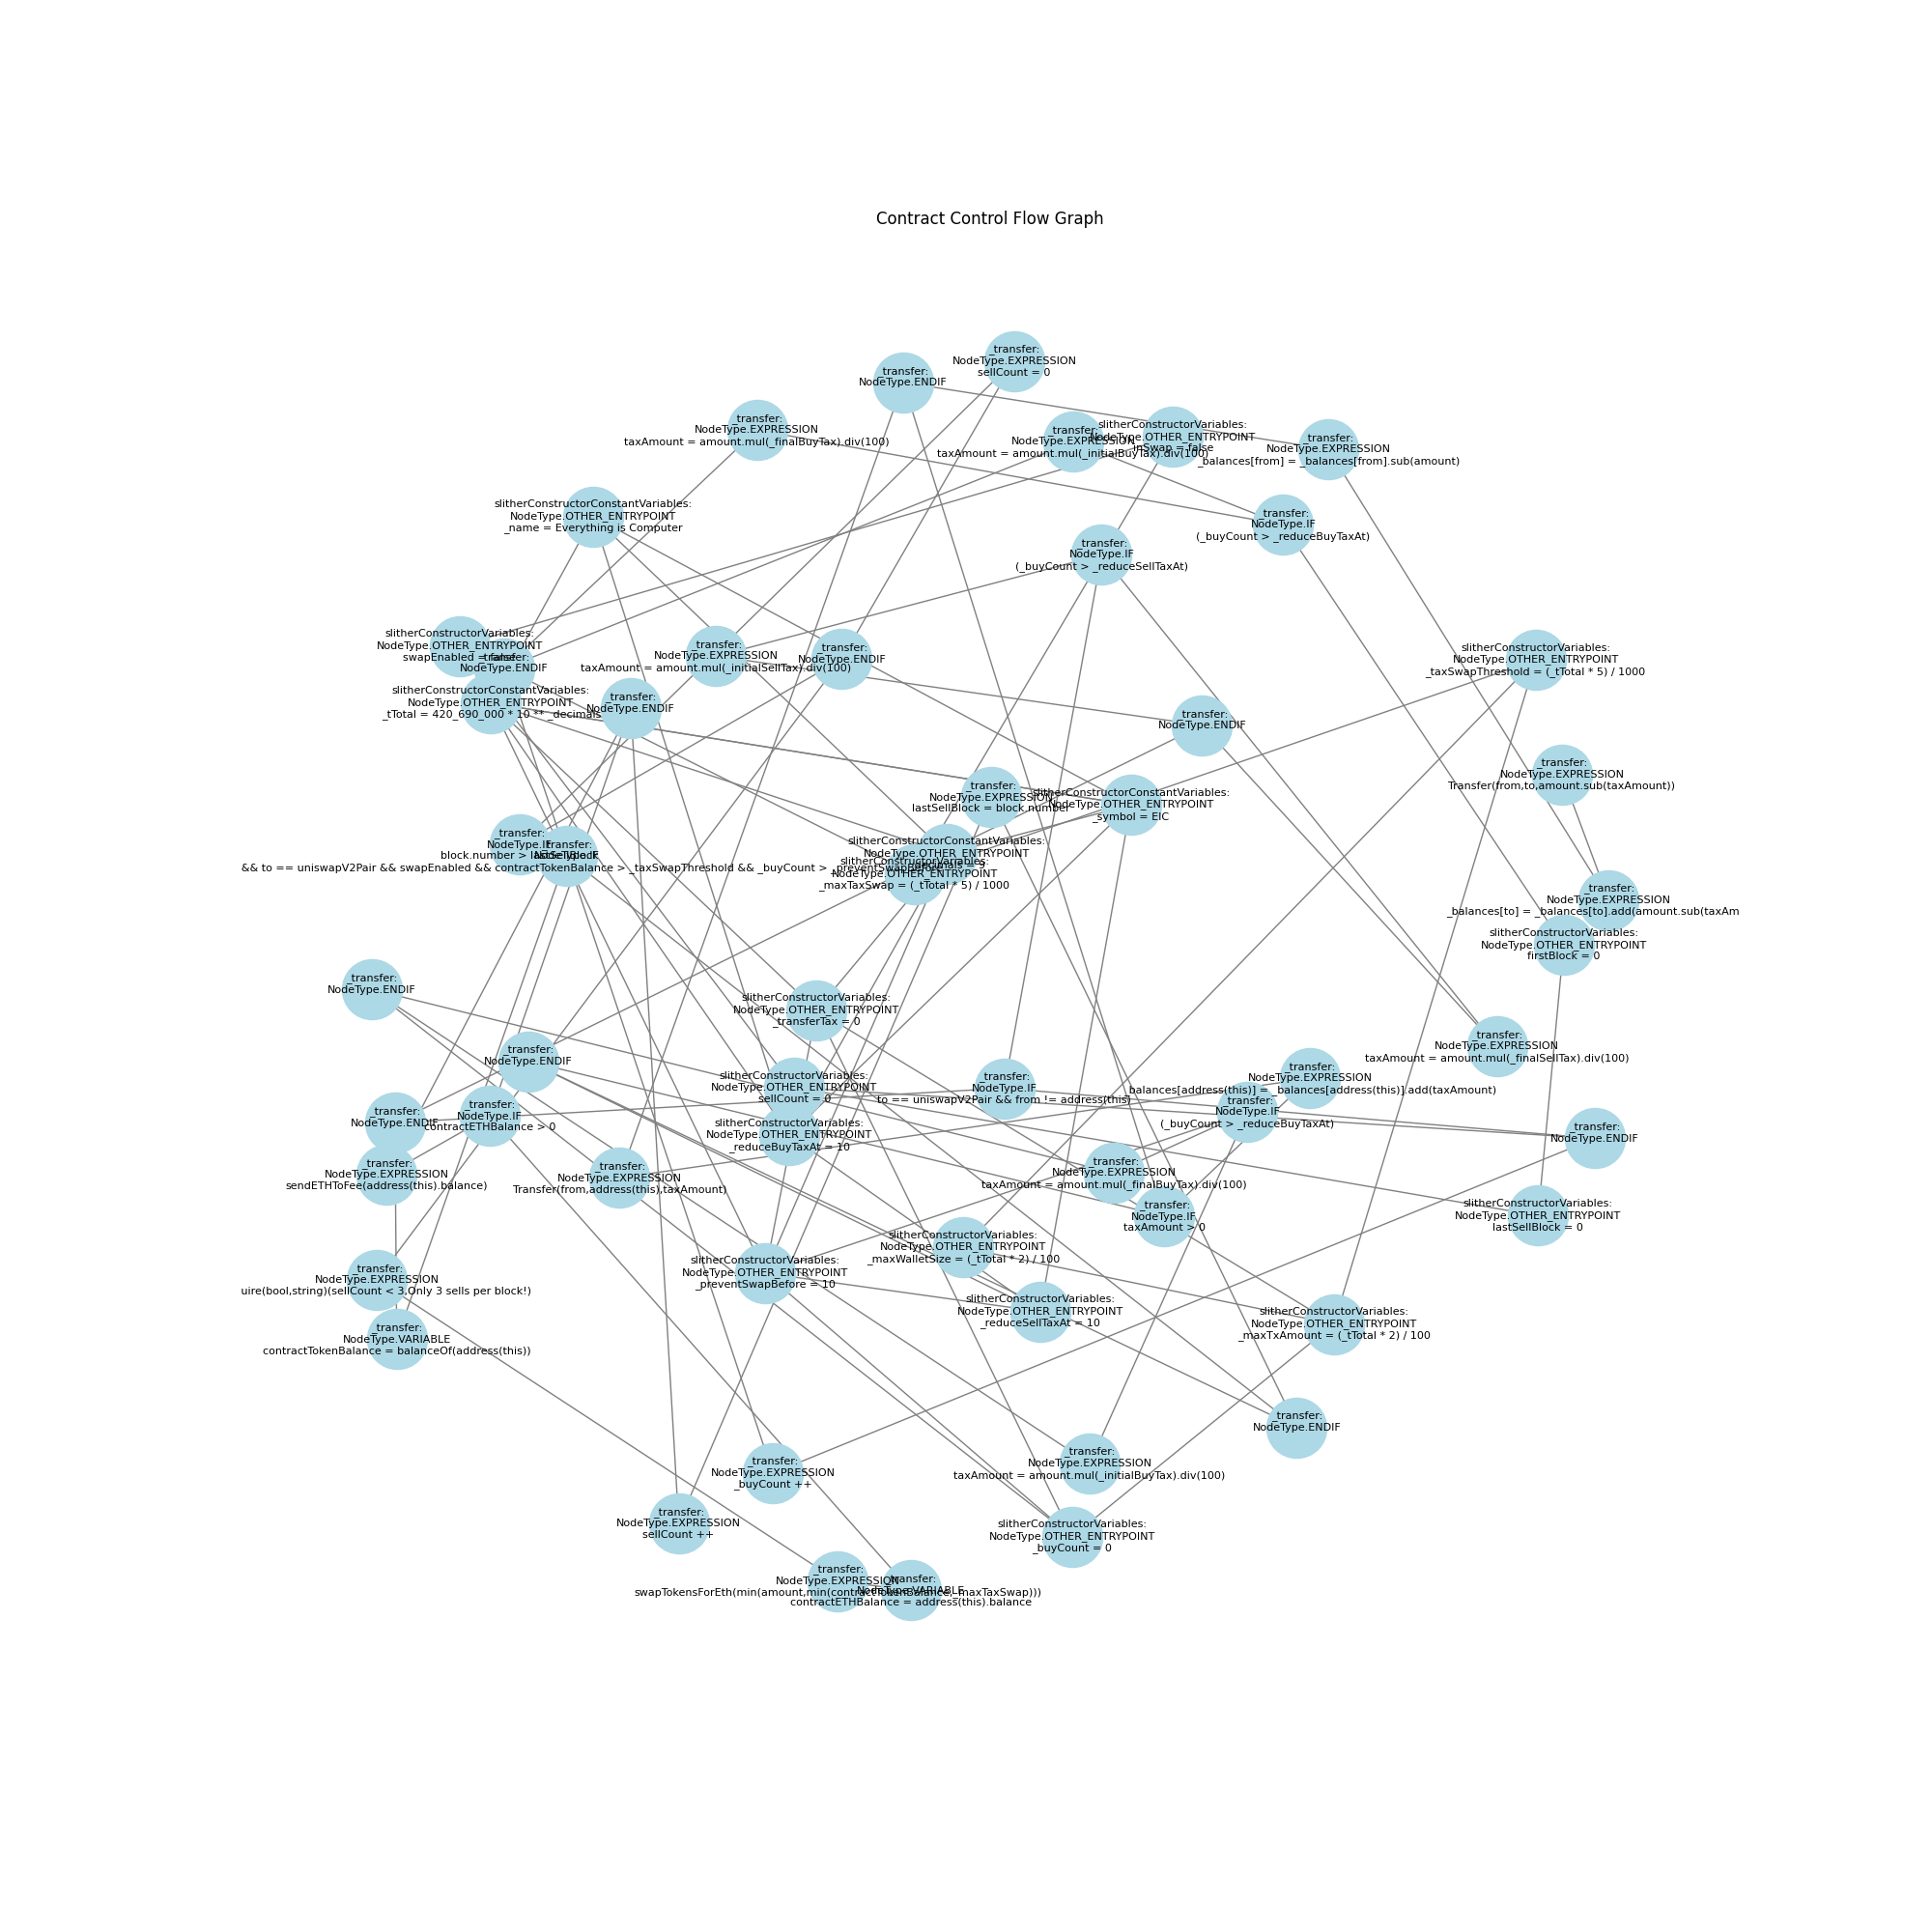 Contract Control Flow Graph
_transfer:
NodeType.EXPRESSION
sellCount = 0
_transfer:
NodeType.ENDIF
_transfer:
NodeType.EXPRESSION
taxAmount = amount.mul(_finalBuyTax).div(100)
_transfer:
NodeType.EXPRESSION
taxAmount = amount.mul(_initialBuyTax).div(100)
slitherConstructorVariables:
NodeType.OTHER_ENTRYPOINT
inSwap = false
_transfer:
NodeType.EXPRESSION
_balances[from] = _balances[from].sub(amount)
slitherConstructorConstantVariables:
NodeType.OTHER_ENTRYPOINT
_name = Everything is Computer
_transfer:
NodeType.IF
(_buyCount > _reduceBuyTaxAt)
_transfer:
NodeType.IF
(_buyCount > _reduceSellTaxAt)
slitherConstructorVariables:
NodeType.OTHER_ENTRYPOINT
swapEnabled = false
_transfer:
NodeType.ENDIF
slitherConstructorConstantVariables:
NodeType.OTHER_ENTRYPOINT
_tTotal = 420_690_000 * 10 ** _decimals
_transfer:
NodeType.ENDIF
_transfer:
NodeType.EXPRESSION
taxAmount = amount.mul(_initialSellTax).div(100)
_transfer:
NodeType.ENDIF
slitherConstructorVariables:
NodeType.OTHER_ENTRYPOINT
_taxSwapThreshold = (_tTotal * 5) / 1000
_transfer:
NodeType.ENDIF
_transfer:
NodeType.EXPRESSION
Transfer(from,to,amount.sub(taxAmount))
_transfer:
NodeType.EXPRESSION
lastSellBlock = block.number
slitherConstructorConstantVariables:
NodeType.OTHER_ENTRYPOINT
_symbol = EIC
_transfer:
NodeType.IF
block.number > lastSellBlock
_transfer:
NodeType.IF
&& to == uniswapV2Pair && swapEnabled && contractTokenBalance > _taxSwapThreshold && _buyCount > _preventSwapBefore
slitherConstructorConstantVariables:
NodeType.OTHER_ENTRYPOINT
_decimals = 9
slitherConstructorVariables:
NodeType.OTHER_ENTRYPOINT
_maxTaxSwap = (_tTotal * 5) / 1000
_transfer:
NodeType.EXPRESSION
_balances[to] = _balances[to].add(amount.sub(taxAm
slitherConstructorVariables:
NodeType.OTHER_ENTRYPOINT
firstBlock = 0
_transfer:
NodeType.ENDIF
slitherConstructorVariables:
NodeType.OTHER_ENTRYPOINT
_transferTax = 0
_transfer:
NodeType.EXPRESSION
taxAmount = amount.mul(_finalSellTax).div(100)
_transfer:
NodeType.ENDIF
slitherConstructorVariables:
NodeType.OTHER_ENTRYPOINT
sellCount = 0
_transfer:
NodeType.IF
to == uniswapV2Pair && from != address(this)
_transfer:
NodeType.EXPRESSION
balances[address(this)] = _balances[address(this)].add(taxAmount)
_transfer:
NodeType.IF
(_buyCount > _reduceBuyTaxAt)
_transfer:
NodeType.ENDIF
_transfer:
NodeType.ENDIF
_transfer:
NodeType.IF
contractETHBalance > 0
slitherConstructorVariables:
NodeType.OTHER_ENTRYPOINT
_reduceBuyTaxAt = 10
_transfer:
NodeType.EXPRESSION
sendETHToFee(address(this).balance)
_transfer:
NodeType.EXPRESSION
Transfer(from,address(this),taxAmount)
_transfer:
NodeType.EXPRESSION
taxAmount = amount.mul(_finalBuyTax).div(100)
_transfer:
NodeType.IF
taxAmount > 0
slitherConstructorVariables:
NodeType.OTHER_ENTRYPOINT
lastSellBlock = 0
slitherConstructorVariables:
NodeType.OTHER_ENTRYPOINT
_maxWalletSize = (_tTotal * 2) / 100
_transfer:
NodeType.EXPRESSION
uire(bool,string)(sellCount < 3,Only 3 sells per block!)
slitherConstructorVariables:
NodeType.OTHER_ENTRYPOINT
_preventSwapBefore = 10
slitherConstructorVariables:
NodeType.OTHER_ENTRYPOINT
_reduceSellTaxAt = 10
slitherConstructorVariables:
NodeType.OTHER_ENTRYPOINT
_maxTxAmount = (_tTotal * 2) / 100
_transfer:
NodeType.VARIABLE
contractTokenBalance = balanceOf(address(this))
_transfer:
NodeType.ENDIF
_transfer:
NodeType.EXPRESSION
_buyCount ++
_transfer:
NodeType.EXPRESSION
taxAmount = amount.mul(_initialBuyTax).div(100)
_transfer:
NodeType.EXPRESSION
sellCount ++
slitherConstructorVariables:
NodeType.OTHER_ENTRYPOINT
_buyCount = 0
_transfer:
NodeType.EXPRESSION
swapTokensForEth(min(amount,min(contractTokenBalance,_maxTaxSwap)))
_transfer:
NodeType.VARIABLE
contractETHBalance = address(this).balance